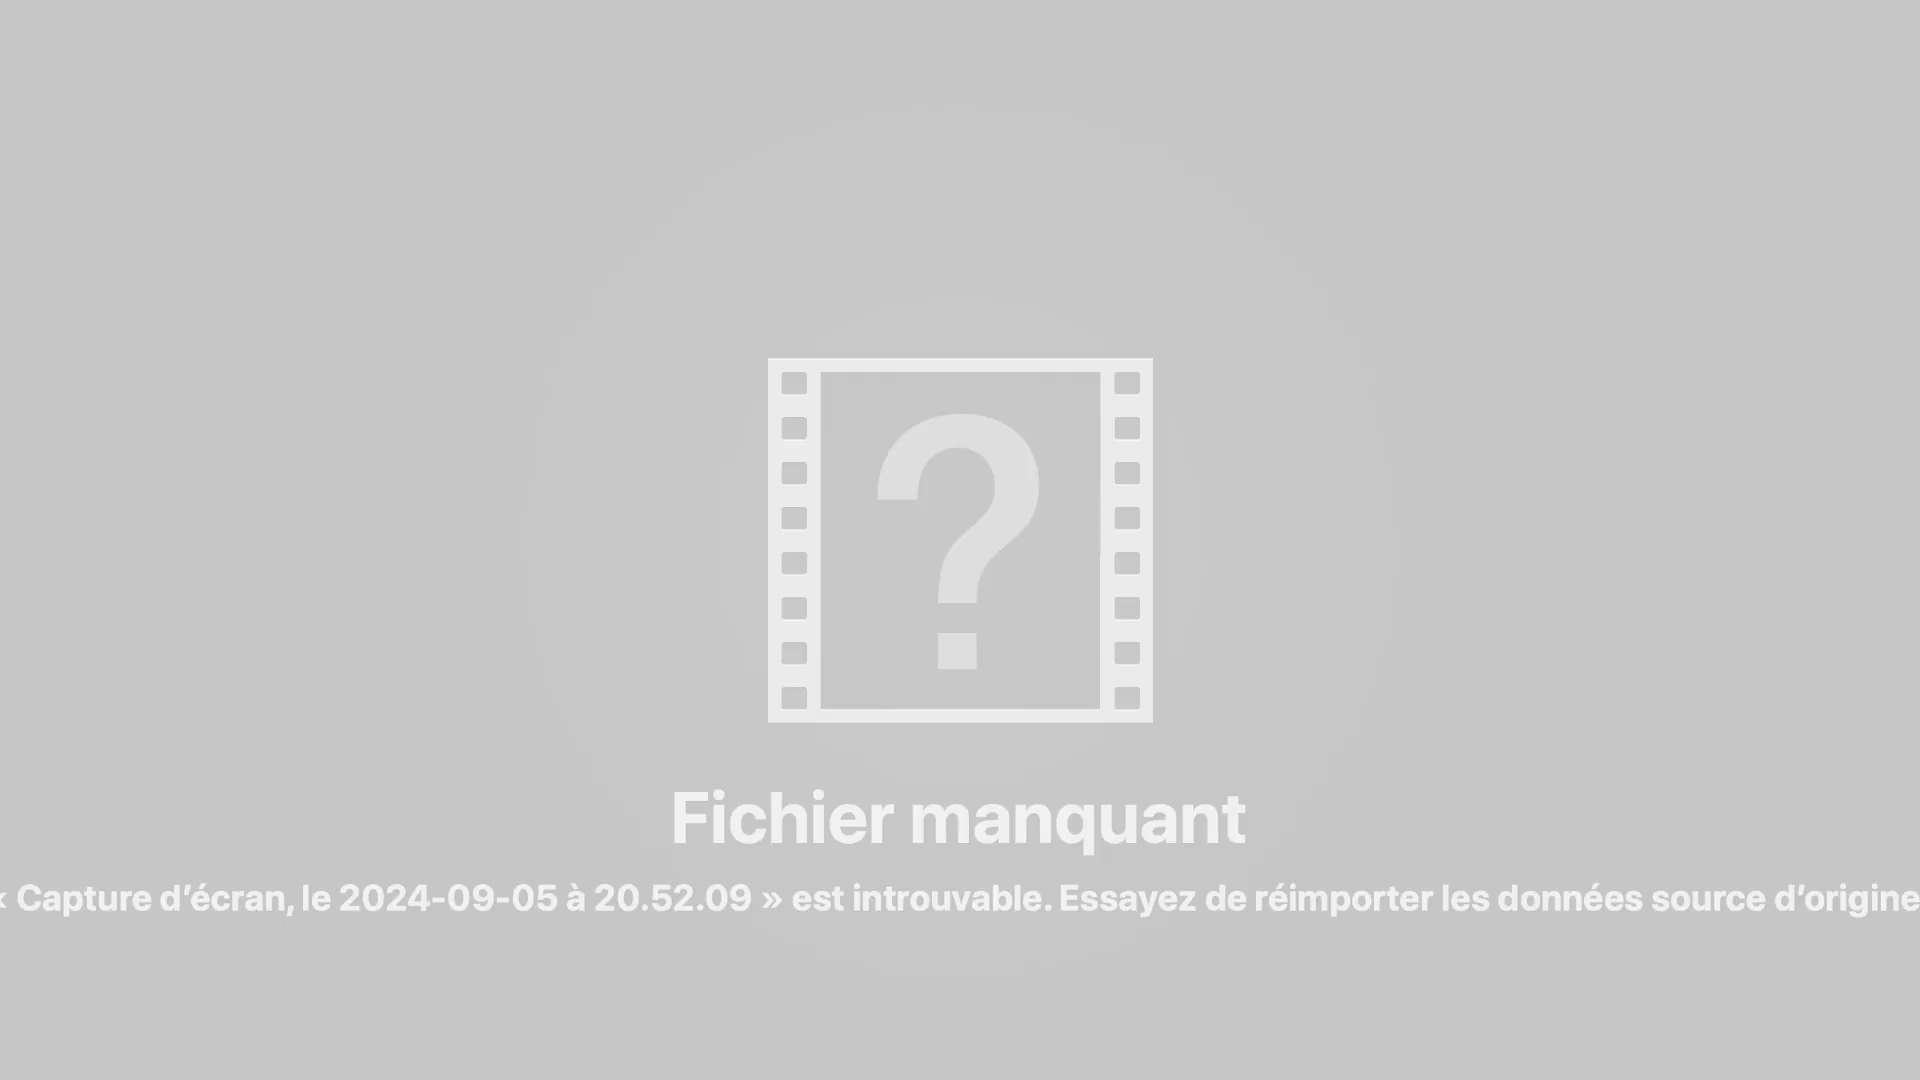 ?
Fichier manquant
« Capture d’écran, le 2024-09-05 à 20.52.09 » est introuvable. Essayez de réimporter les données source d’origine